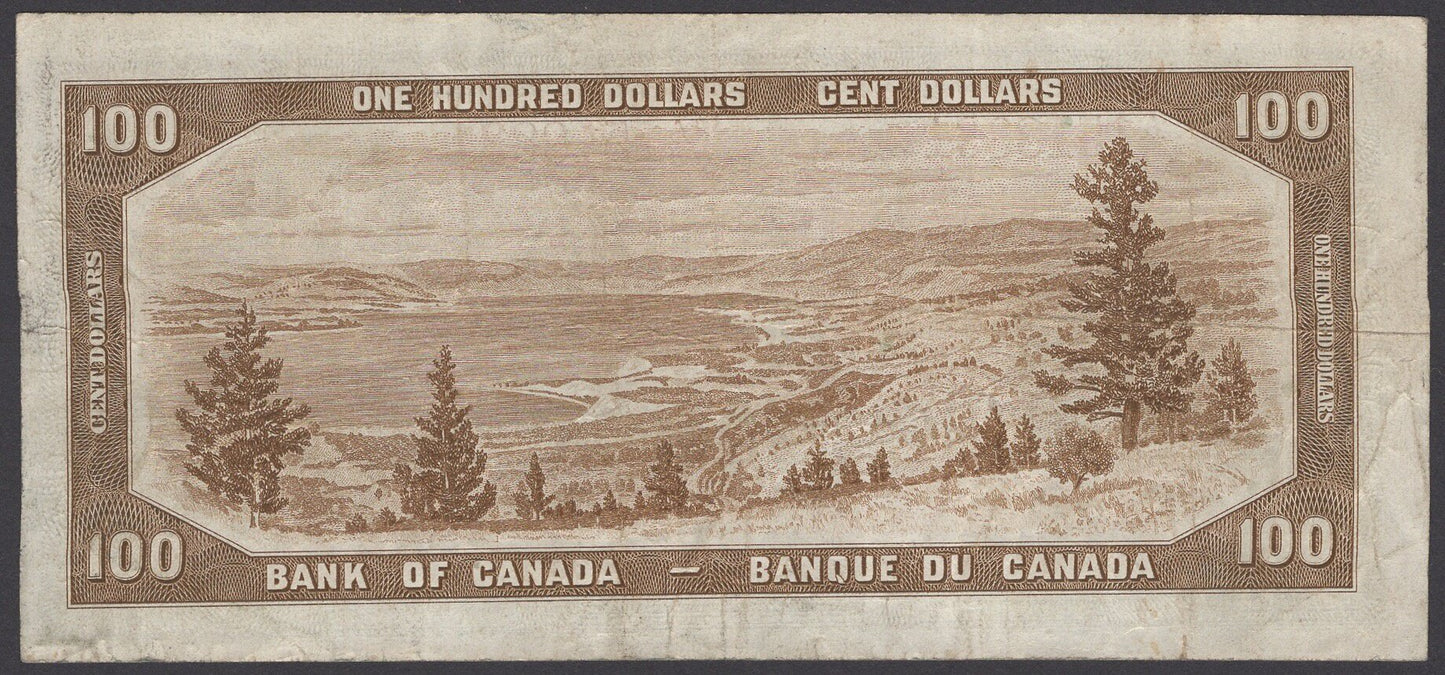 ONE HUNDRED DOLLARS CENT DOLLARS
100 100
CENT DOLLARS
ONE HUNDRED DOLLARS
100 100
BANK OF CANADA — BANQUE DU CANADA